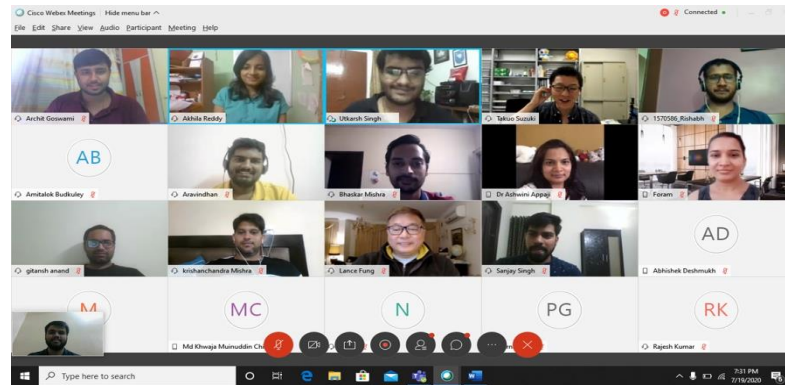 Cisco Webex Meetings Hide menu bar ^
Connected
File Edit Share View Audio Participant Meeting Help
Archit Goswami
Akhila Reddy
Utkarsh Singh
Takuo Suzuki
1570586_Rishabh
AB
Amitalok Budkuley
Aravindhan
Bhaskar Mishra
Dr Ashwini Appaji
Foram
gitansh anand
krishanchandra Mishra
Lance Fung
Sanjay Singh
AD
Abhishek Deshmukh
M
MC
Md Khwaja Muinuddin
N
PG
RK
Rajesh Kumar
Type here to search
7:31 PM
7/19/2020